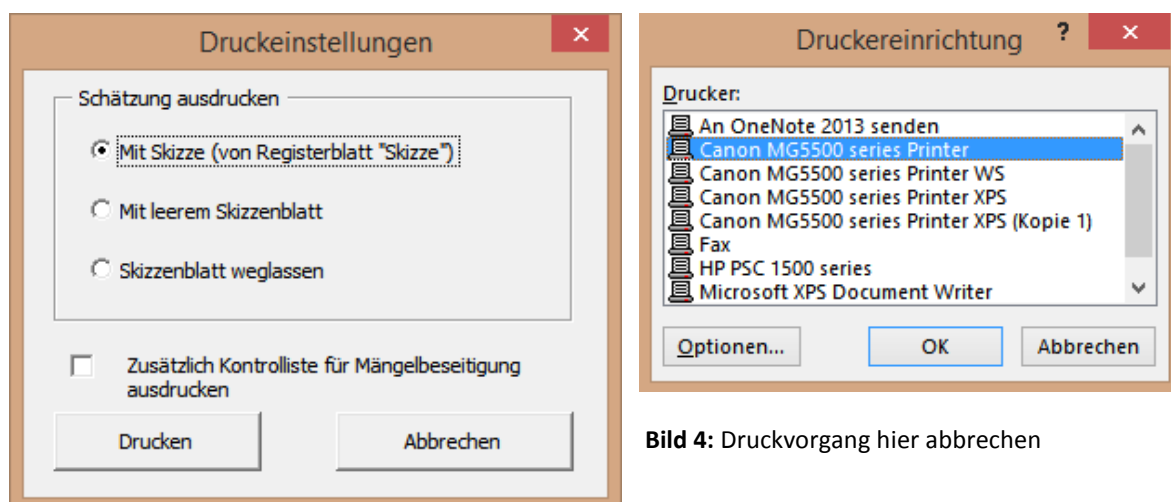 Druckeinstellungen
Schätzung ausdrucken
Mit Skizze (von Registerblatt "Skizze")
Mit leerem Skizzenblatt
Skizzenblatt weglassen
Zusätzlich Kontrolliste für Mängelbeseitigung
ausdrucken
Drucken
Abbrechen
Druckereinrichtung
?
Drucker:
An OneNote 2013 senden
Canon MG5500 series Printer
Canon MG5500 series Printer WS
Canon MG5500 series Printer XPS
Canon MG5500 series Printer XPS (Kopie 1)
Fax
HP PSC 1500 series
Microsoft XPS Document Writer
Optionen...
OK
Abbrechen
Bild 4: Druckvorgang hier abbrechen